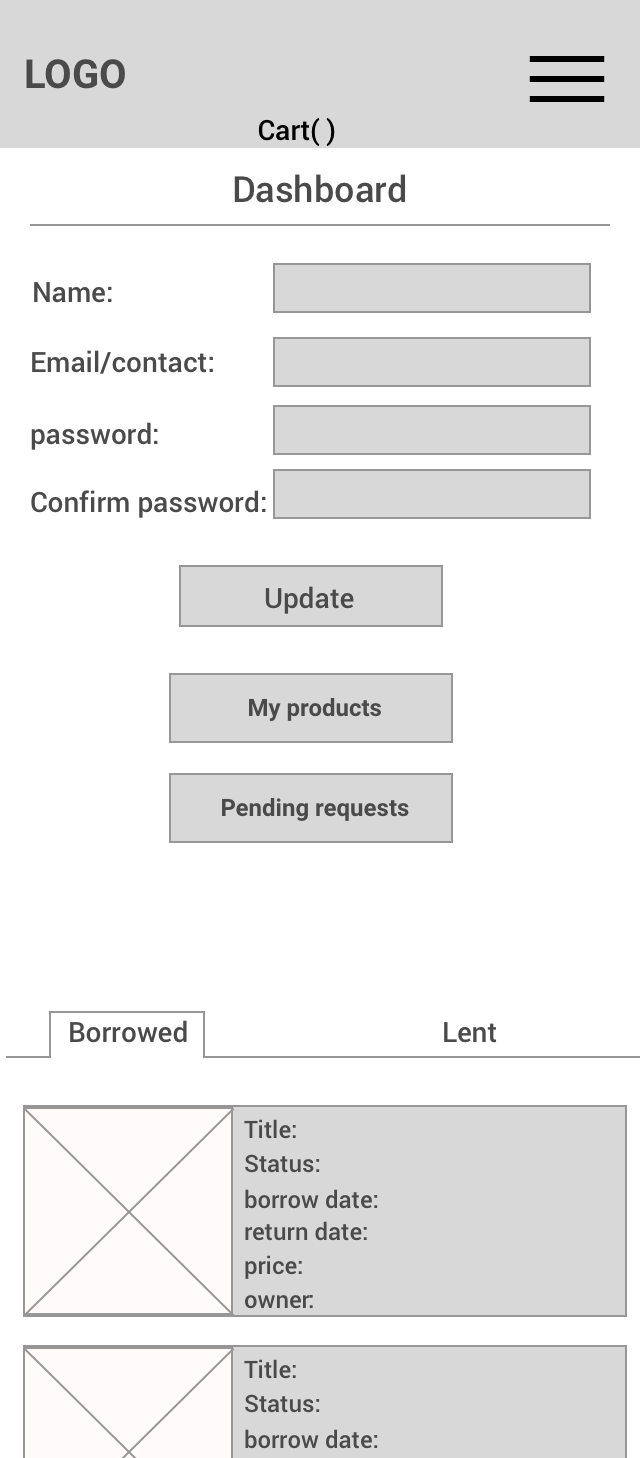 LOGO
Cart( )
Dashboard
Name:
Email/contact:
password:
Confirm password:
Update
My products
Pending requests
Borrowed
Lent
Title:
Status:
borrow date:
return date:
price:
owner:
Title:
Status:
borrow date: